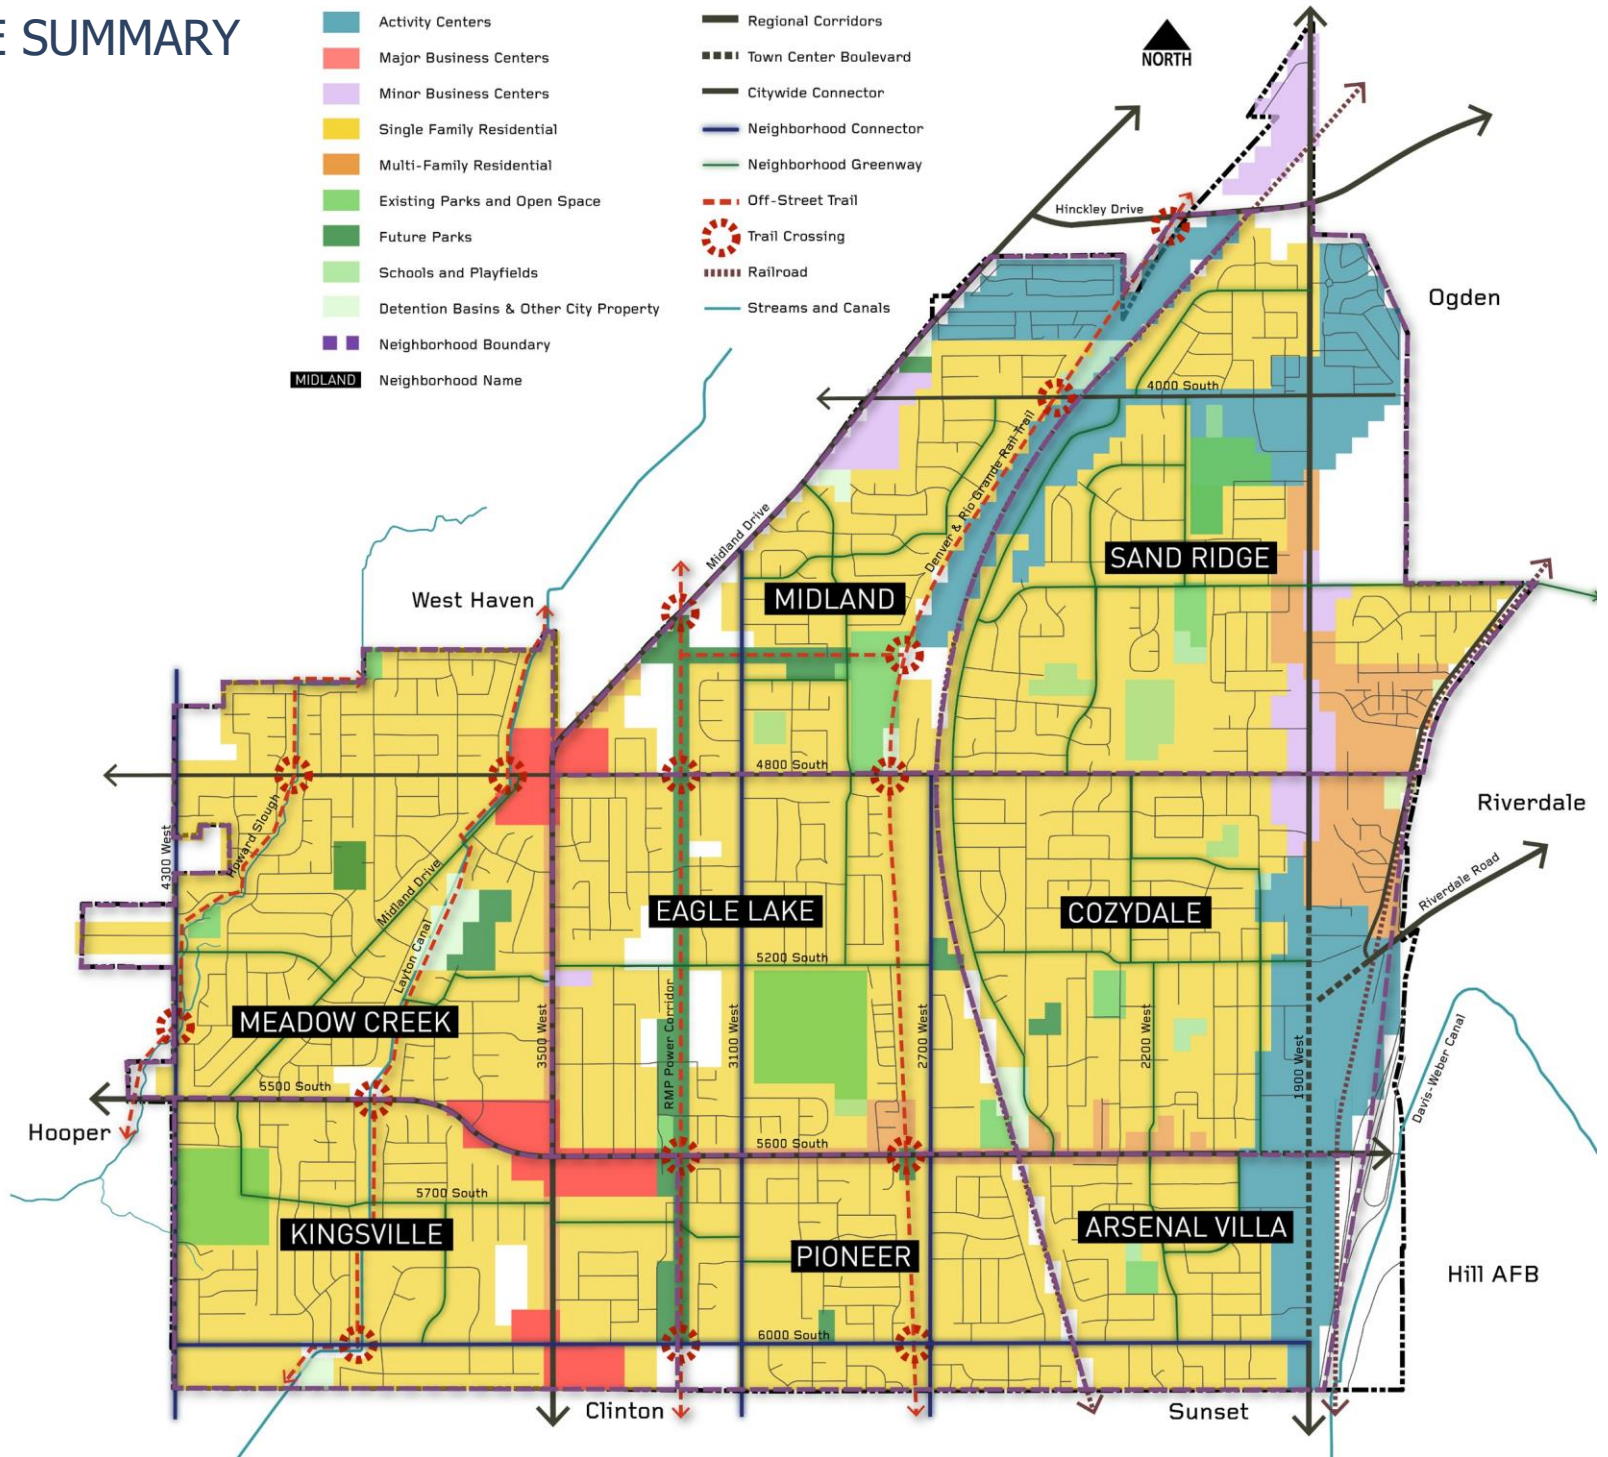 E SUMMARY
Activity Centers
Major Business Centers
Minor Business Centers
Single Family Residential
Multi-Family Residential
Existing Parks and Open Space
Future Parks
Schools and Playfields
Detention Basins & Other City Property
Neighborhood Boundary
MIDLAND Neighborhood Name
Regional Corridors
Town Center Boulevard
Citywide Connector
Neighborhood Connector
Neighborhood Greenway
Off-Street Trail
Trail Crossing
Railroad
Streams and Canals
NORTH
Hinckley Drive
Ogden
4000 South
Denver & Rio Grande Rail Trail
Midland Drive
SAND RIDGE
MIDLAND
West Haven
4800 South
Riverdale
4300 West
Howard Slough
Midland Drive
Riverdale Road
EAGLE LAKE
COZYDALE
Layton Canal
5200 South
MEADOW CREEK
3500 West
RMP Power Corridor
3100 West
2700 West
2200 West
1900 West
Davis-Weber Canal
5500 South
Hooper
5600 South
5700 South
KINGSVILLE
ARSENAL VILLA
PIONEER
Hill AFB
6000 South
Clinton
Sunset